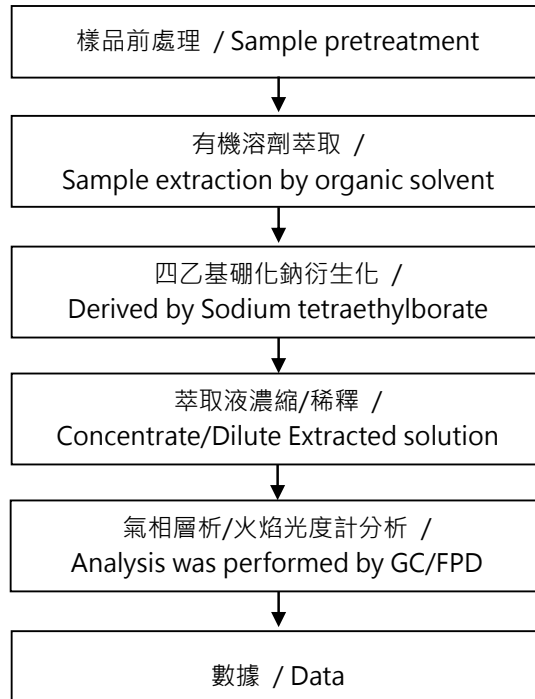 樣品前處理 / Sample pretreatment
有機溶劑萃取 /
Sample extraction by organic solvent
四乙基硼化鈉衍生化 /
Derived by Sodium tetraethylborate
萃取液濃縮/稀釋 /
Concentrate/Dilute Extracted solution
氣相層析/火焰光度計分析 /
Analysis was performed by GC/FPD
數據 / Data